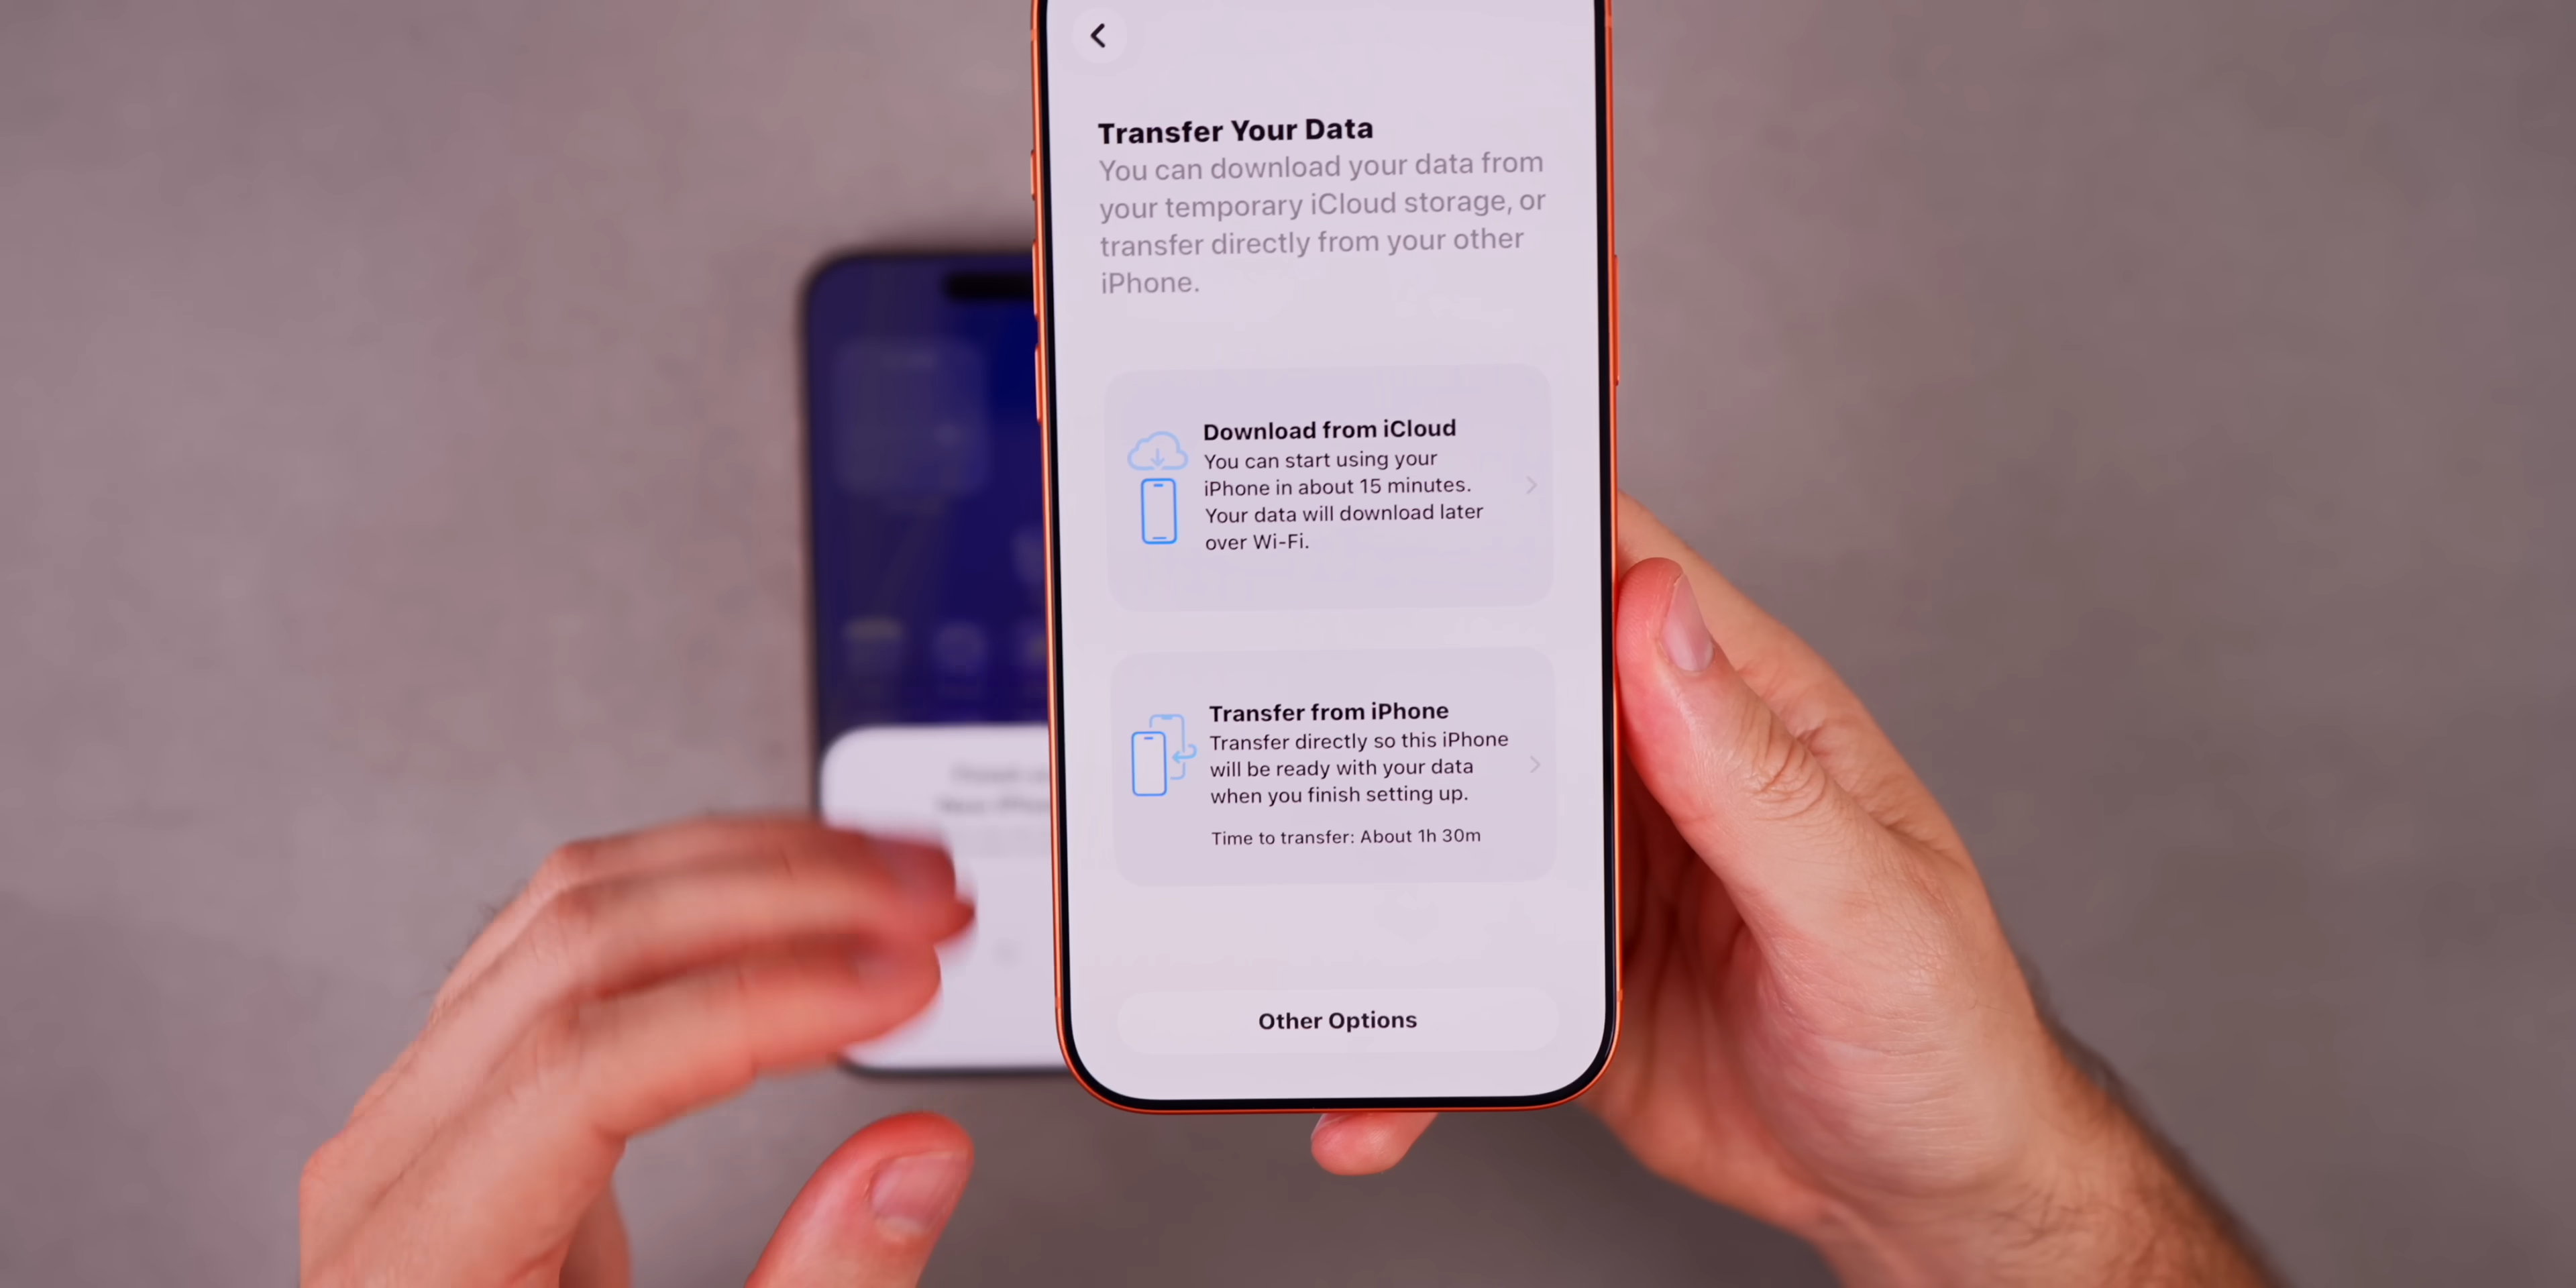 Transfer Your Data
You can download your data from
your temporary iCloud storage, or
transfer directly from your other
iPhone.
Download from iCloud
You can start using your
iPhone in about 15 minutes.
Your data will download later
over Wi-Fi.
Transfer from iPhone
Transfer directly so this iPhone
will be ready with your data
when you finish setting up.
Time to transfer: About 1h 30m
Other Options